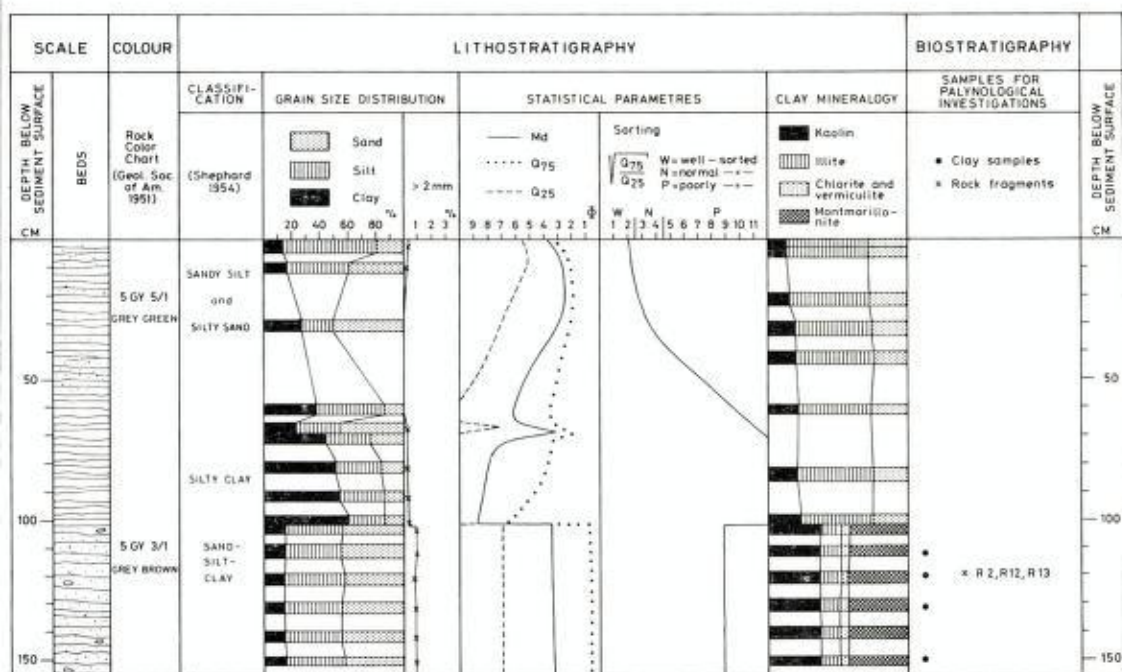 SCALE
COLOUR
LITHOSTRATIGRAPHY
BIOSTRATIGRAPHY
DEPTH BELOW
SEDIMENT SURFACE
CM
BEDS
Rock
Color
Chart
(Geol. Soc.
of Am.
1951)
CLASSIFI-
CATION
(Shephard
1954)
GRAIN SIZE DISTRIBUTION
Sand
Silt
Clay
20 40 60 80 %
> 2 mm
%
1 2 3
STATISTICAL PARAMETRES
Md
Q75
Q25
Φ
9 8 7 6 5 4 3 2 1
Sorting
√Q75/Q25
W = well - sorted
N = normal —"—
P = poorly —"—
W N P
1 2 3 4 5 6 7 8 9 10 11
CLAY MINERALOGY
Kaolin
Illite
Chlorite and
vermiculite
Montmorillo-
nite
SAMPLES FOR
PALYNOLOGICAL
INVESTIGATIONS
• Clay samples
× Rock fragments
DEPTH BELOW
SEDIMENT SURFACE
CM
5 GY 5/1
GREY GREEN
SANDY SILT
and
SILTY SAND
50
50
SILTY CLAY
100
100
5 GY 3/1
GREY BROWN
SAND-
SILT-
CLAY
× R 2, R12, R13
150
150